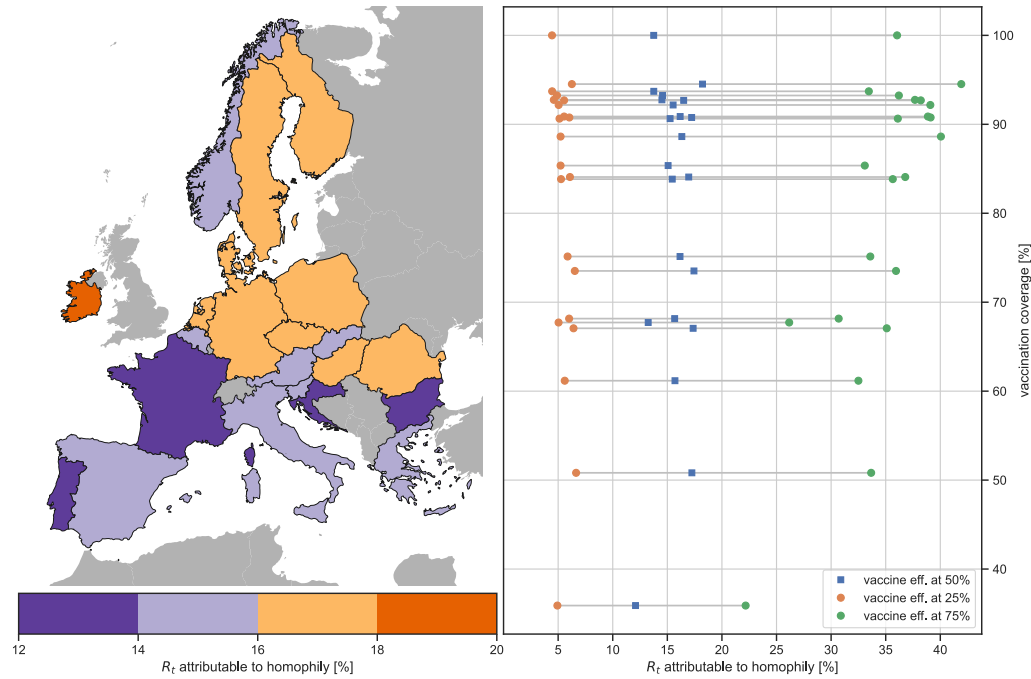 12 14 16 18 20
R_t attributable to homophily [%]
100
90
80
70
60
50
40
vaccination coverage [%]
vaccine eff. at 50%
vaccine eff. at 25%
vaccine eff. at 75%
5 10 15 20 25 30 35 40
R_t attributable to homophily [%]